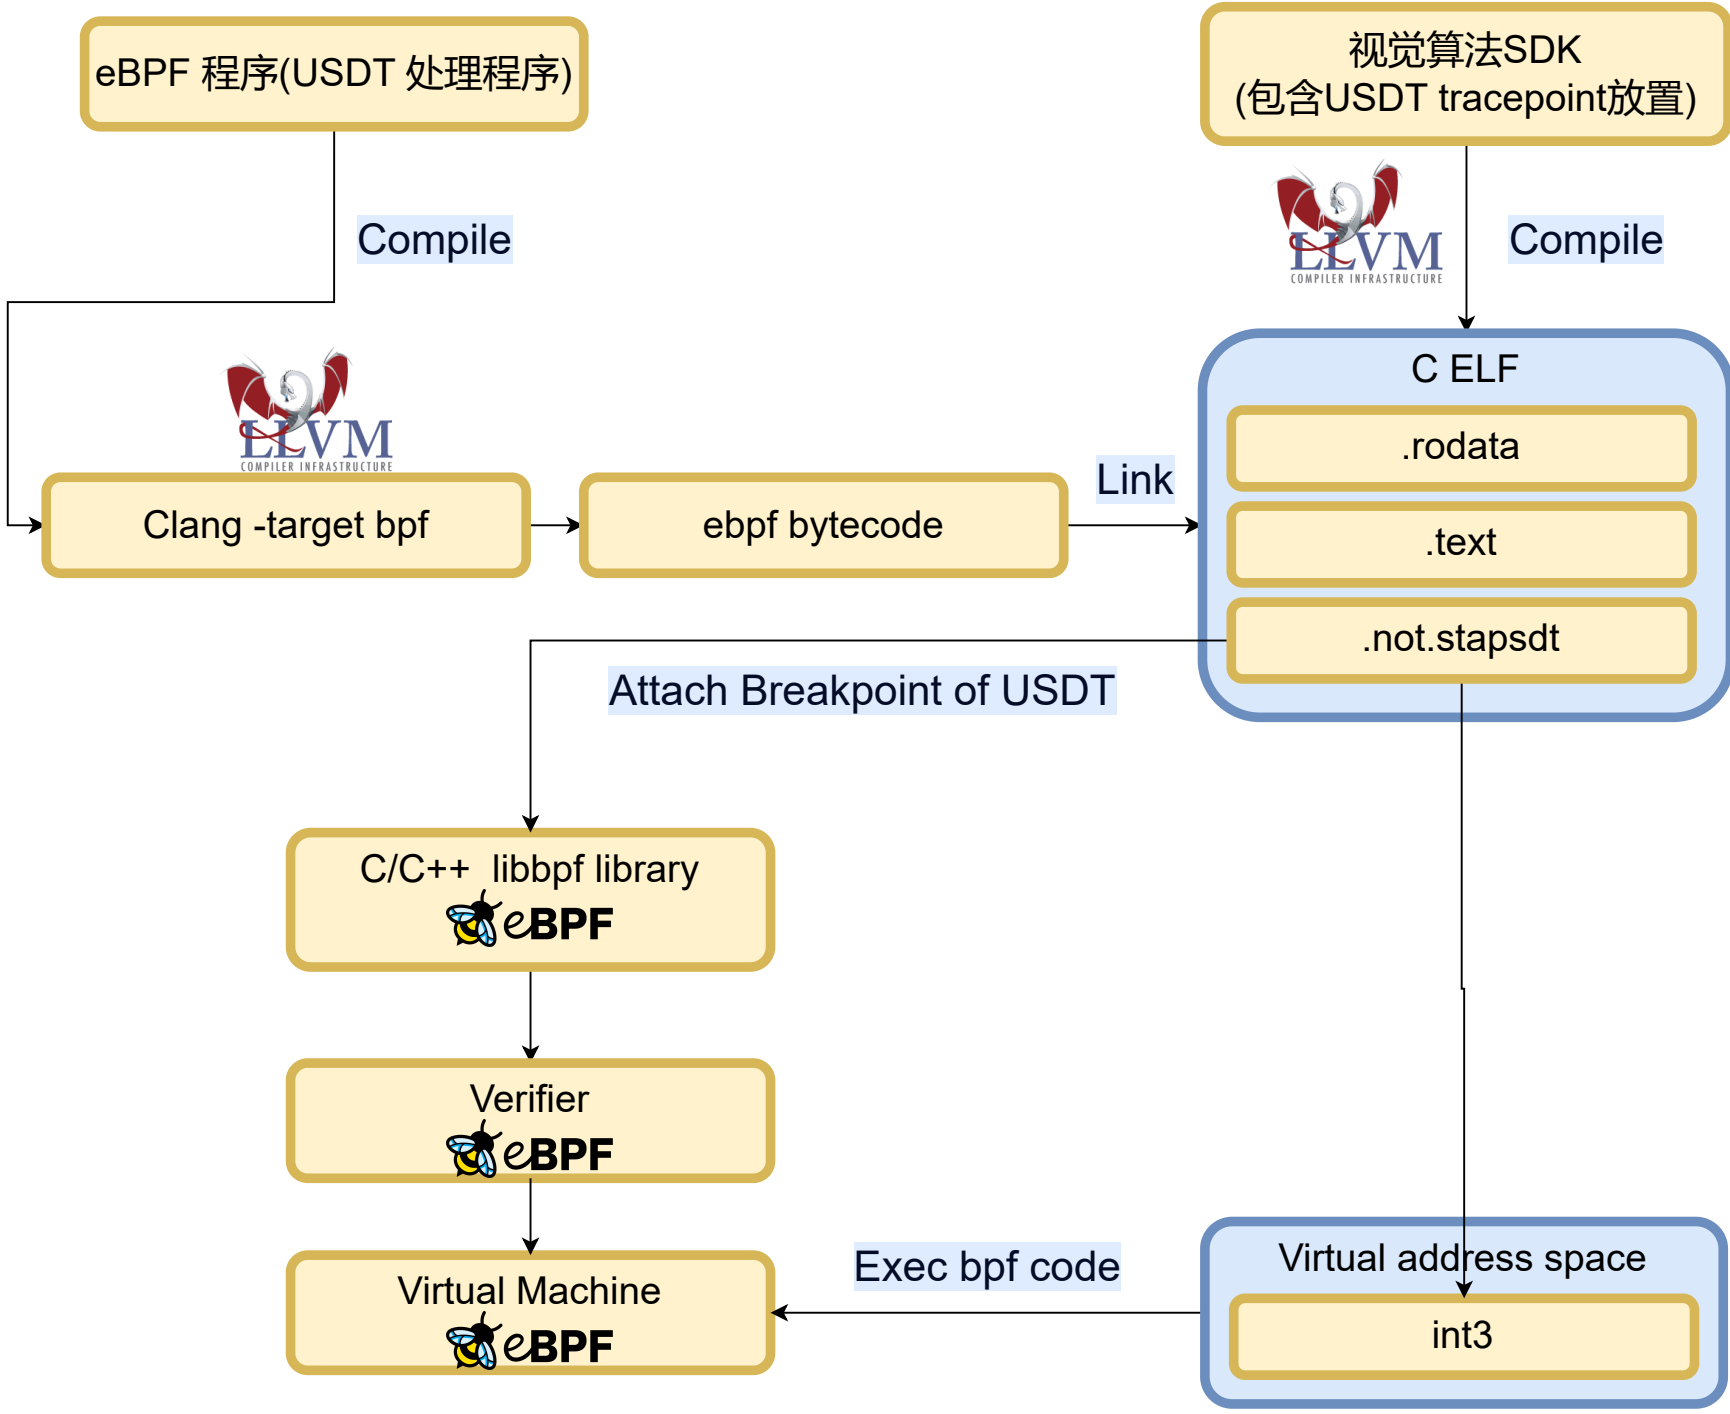 eBPF 程序(USDT 处理程序)
视觉算法SDK
(包含USDT tracepoint放置)
Compile
LLVM
COMPILER INFRASTRUCTURE
Compile
C ELF
.rodata
.text
.not.stapsdt
LLVM
COMPILER INFRASTRUCTURE
Clang -target bpf
ebpf bytecode
Link
Attach Breakpoint of USDT
C/C++ libbpf library
eBPF
Verifier
eBPF
Virtual Machine
eBPF
Exec bpf code
Virtual address space
int3